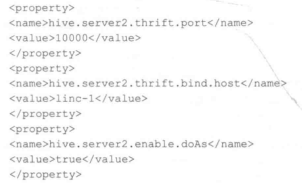 <property>
<name>hive.server2.thrift.port</name>
<value>10000</value>
</property>
<property>
<name>hive.server2.thrift.bind.host</name>
<value>linc-1</value>
</property>
<property>
<name>hive.server2.enable.doAs</name>
<value>true</value>
</property>